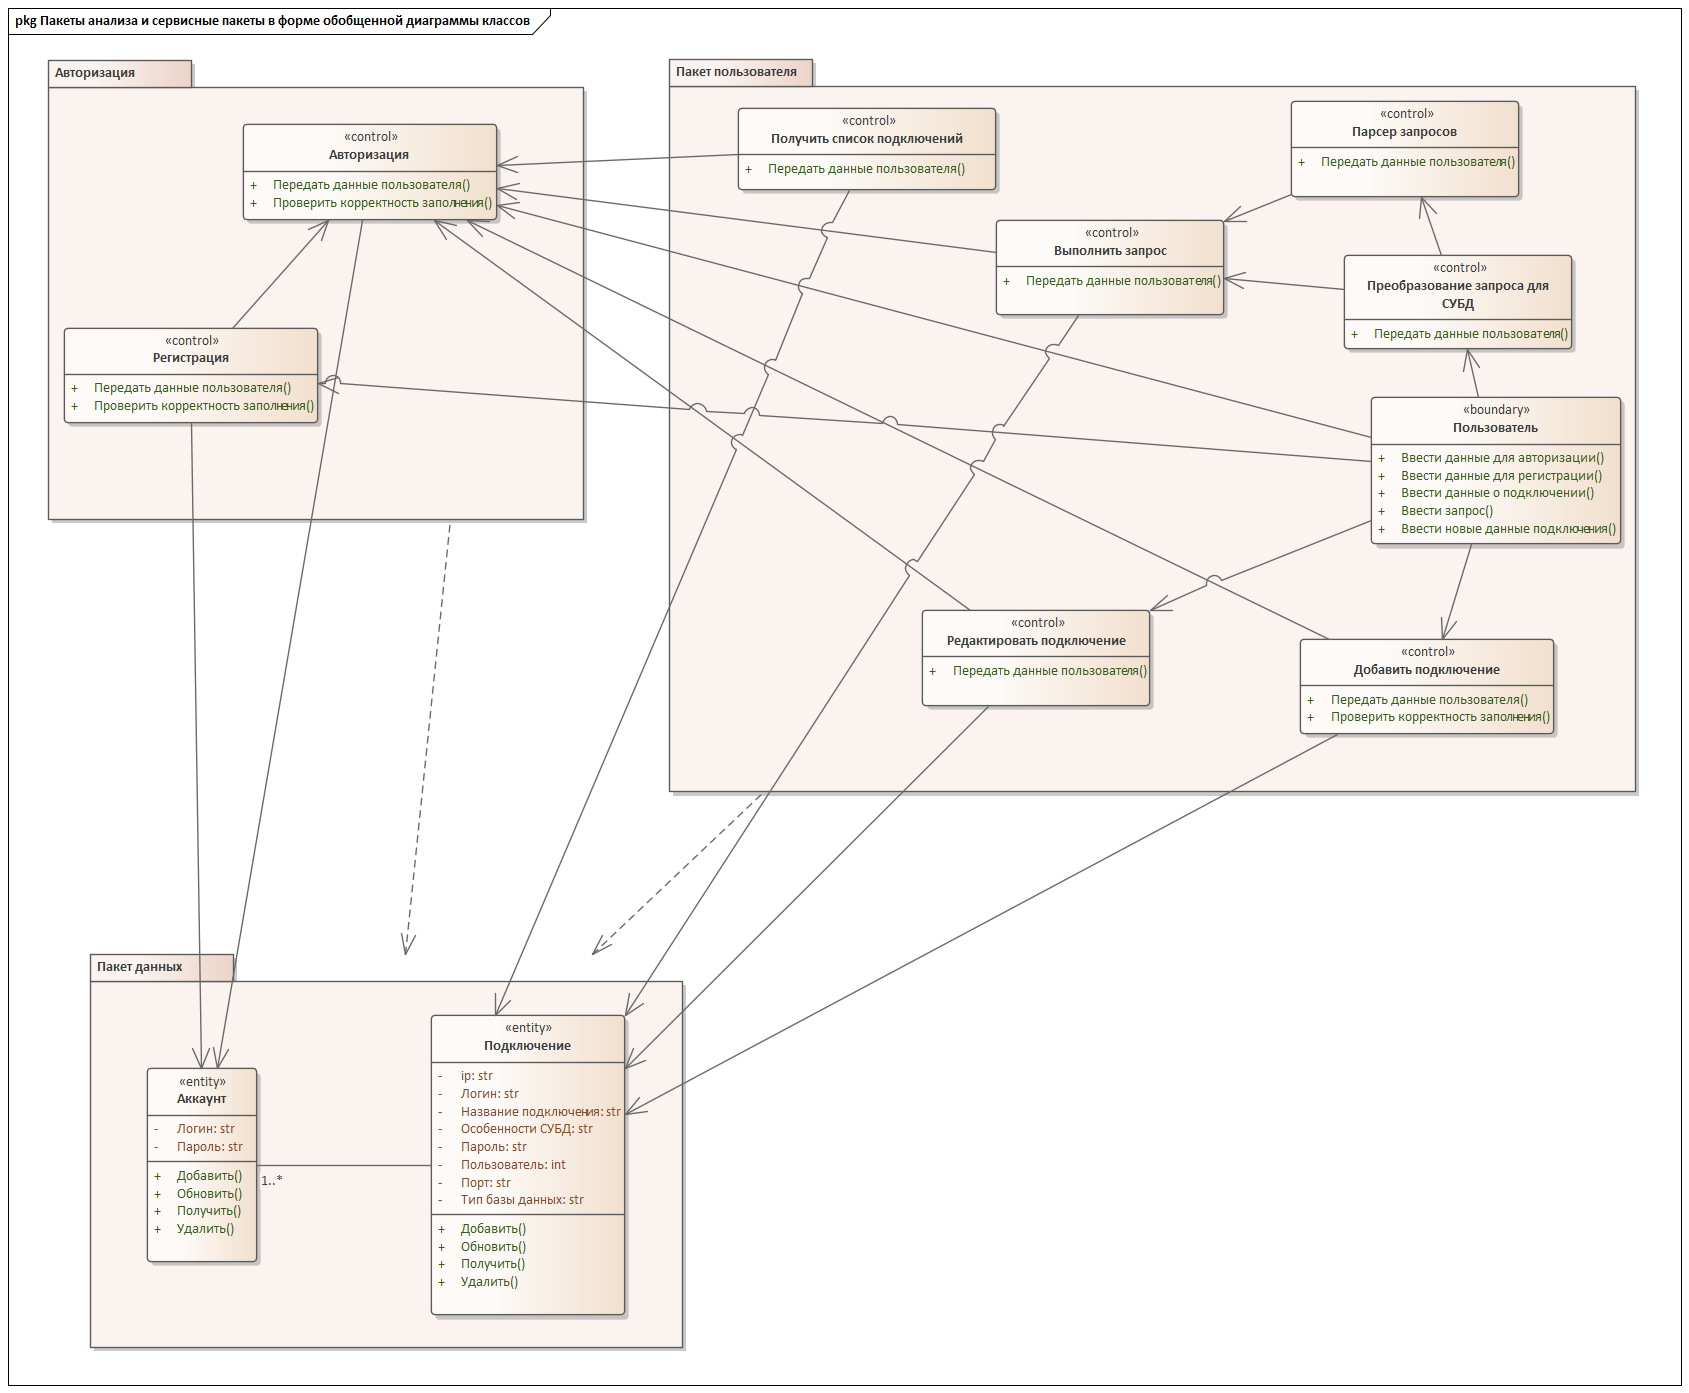 pkg Пакеты анализа и сервисные пакеты в форме обобщенной диаграммы классов
Авторизация
«control»
Авторизация
+ Передать данные пользователя()
+ Проверить корректность заполнения()
«control»
Регистрация
+ Передать данные пользователя()
+ Проверить корректность заполнения()
Пакет пользователя
«control»
Получить список подключений
+ Передать данные пользователя()
«control»
Парсер запросов
+ Передать данные пользователя()
«control»
Выполнить запрос
+ Передать данные пользователя()
«control»
Преобразование запроса для
СУБД
+ Передать данные пользователя()
«boundary»
Пользователь
+ Ввести данные для авторизации()
+ Ввести данные для регистрации()
+ Ввести данные о подключении()
+ Ввести запрос()
+ Ввести новые данные подключения()
«control»
Редактировать подключение
+ Передать данные пользователя()
«control»
Добавить подключение
+ Передать данные пользователя()
+ Проверить корректность заполнения()
Пакет данных
«entity»
Аккаунт
- Логин: str
- Пароль: str
+ Добавить()
+ Обновить()
+ Получить()
+ Удалить()
1..*
«entity»
Подключение
- ip: str
- Логин: str
- Название подключения: str
- Особенности СУБД: str
- Пароль: str
- Пользователь: int
- Порт: str
- Тип базы данных: str
+ Добавить()
+ Обновить()
+ Получить()
+ Удалить()